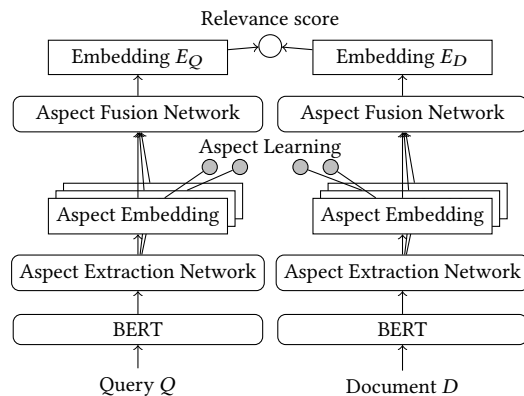 Relevance score
Embedding E_Q
Embedding E_D
Aspect Fusion Network
Aspect Fusion Network
Aspect Learning
Aspect Embedding
Aspect Embedding
Aspect Extraction Network
Aspect Extraction Network
BERT
BERT
Query Q
Document D